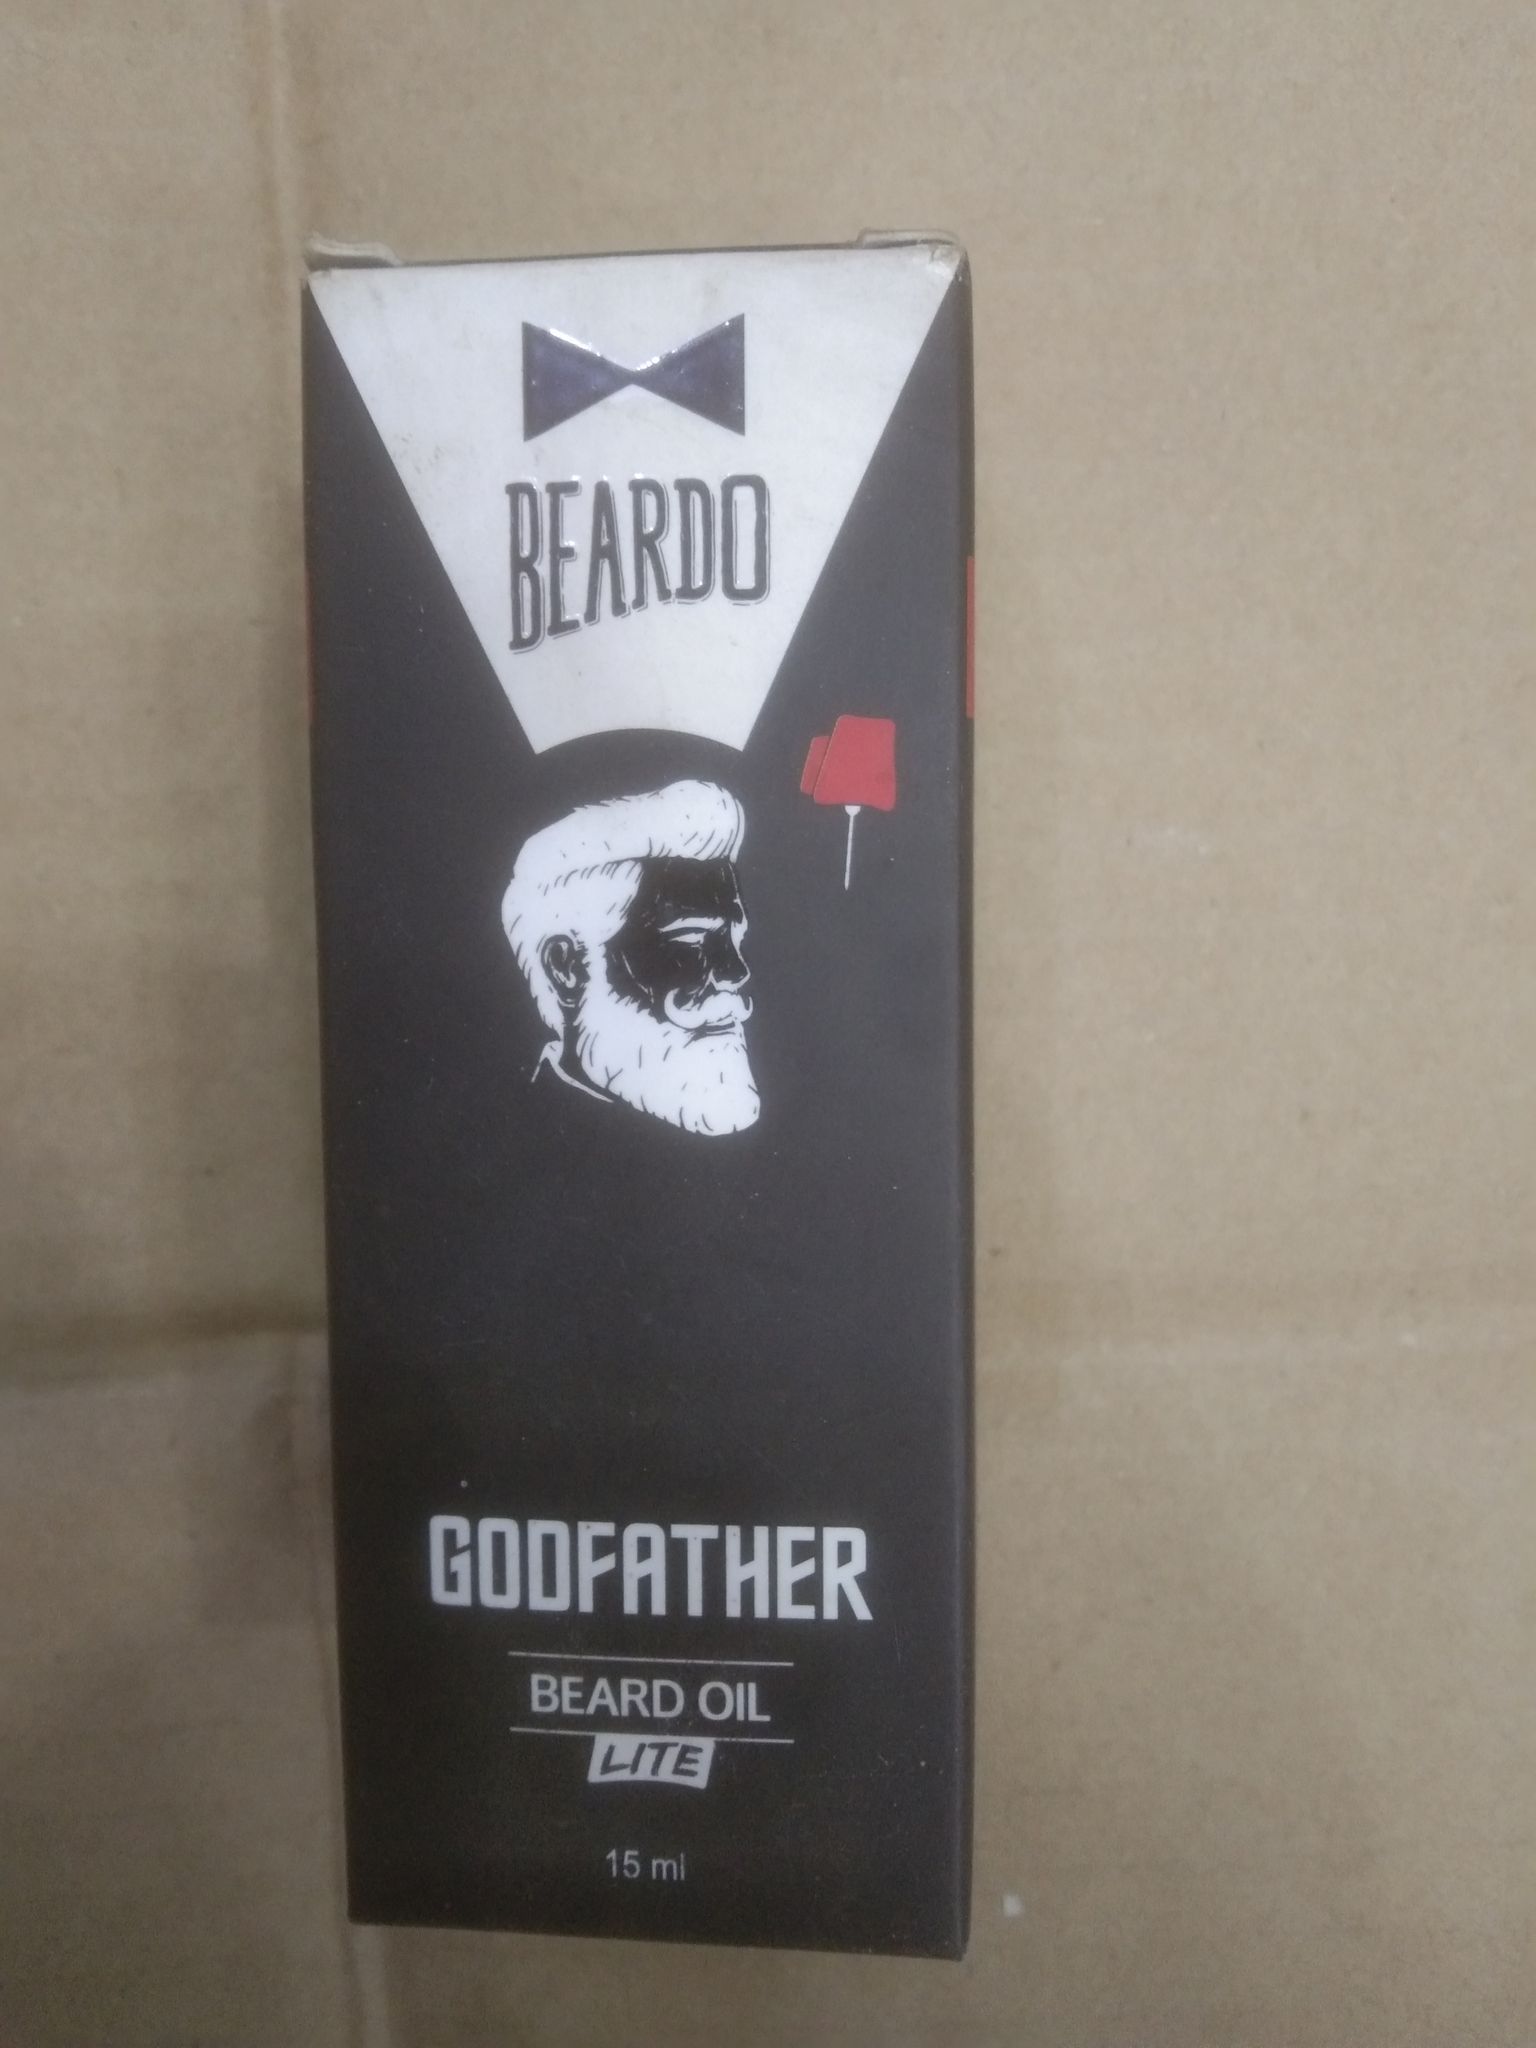 BEARDO
GODFATHER
BEARD OIL
LITE
15 ml